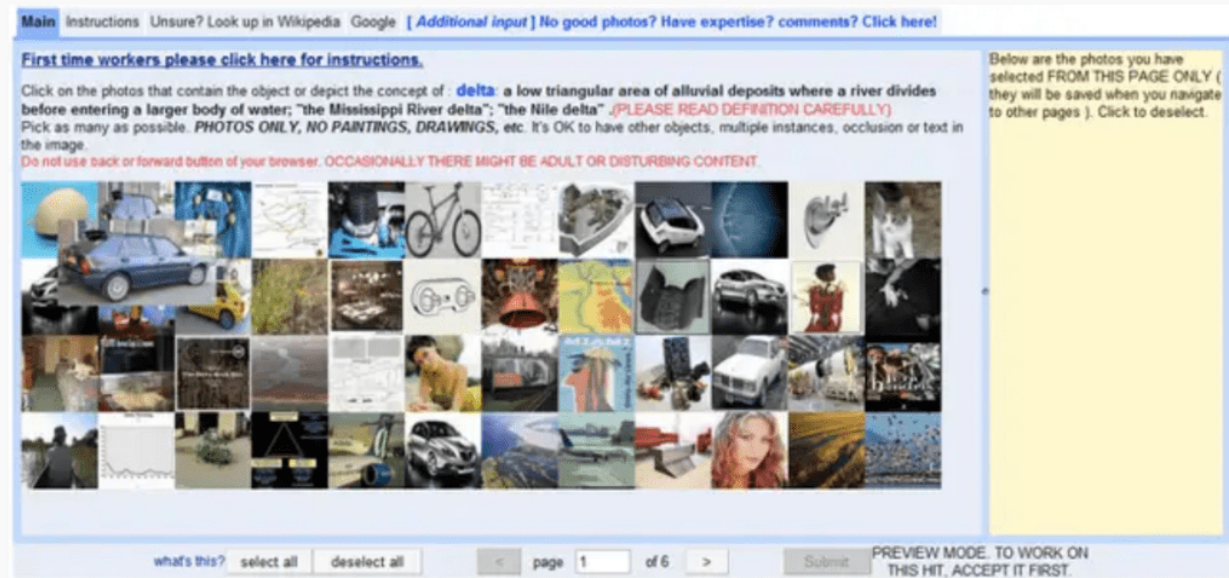 Main Instructions Unsure? Look up in Wikipedia Google [ Additional input ] No good photos? Have expertise? comments? Click here!
First time workers please click here for instructions.
Click on the photos that contain the object or depict the concept of : delta: a low triangular area of alluvial deposits where a river divides
before entering a larger body of water; "the Mississippi River delta"; "the Nile delta" .(PLEASE READ DEFINITION CAREFULLY)
Pick as many as possible. PHOTOS ONLY, NO PAINTINGS, DRAWINGS, etc. It's OK to have other objects, multiple instances, occlusion or text in
the image.
Do not use back or forward button of your browser. OCCASIONALLY THERE MIGHT BE ADULT OR DISTURBING CONTENT.
Below are the photos you have
selected FROM THIS PAGE ONLY (
they will be saved when you navigate
to other pages ). Click to deselect.
what's this? select all deselect all < page 1 of 6 > Submit
PREVIEW MODE. TO WORK ON
THIS HIT, ACCEPT IT FIRST.